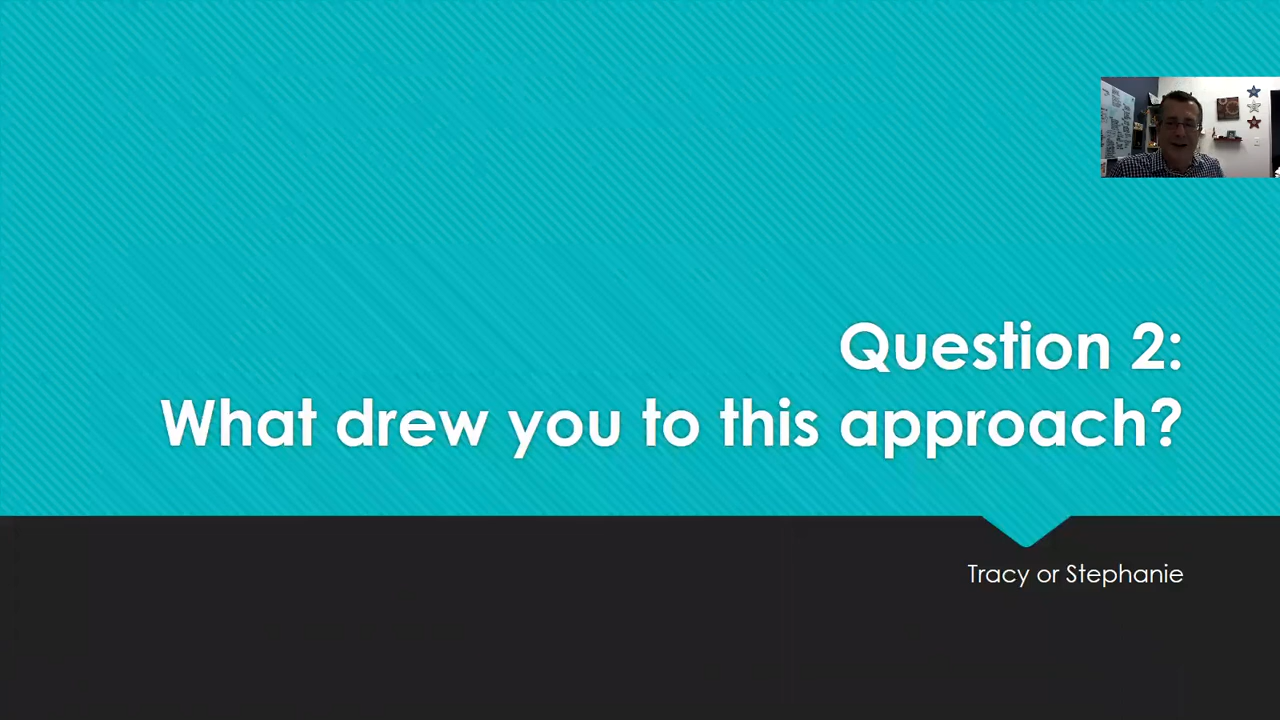 Question 2:
What drew you to this approach?
Tracy or Stephanie